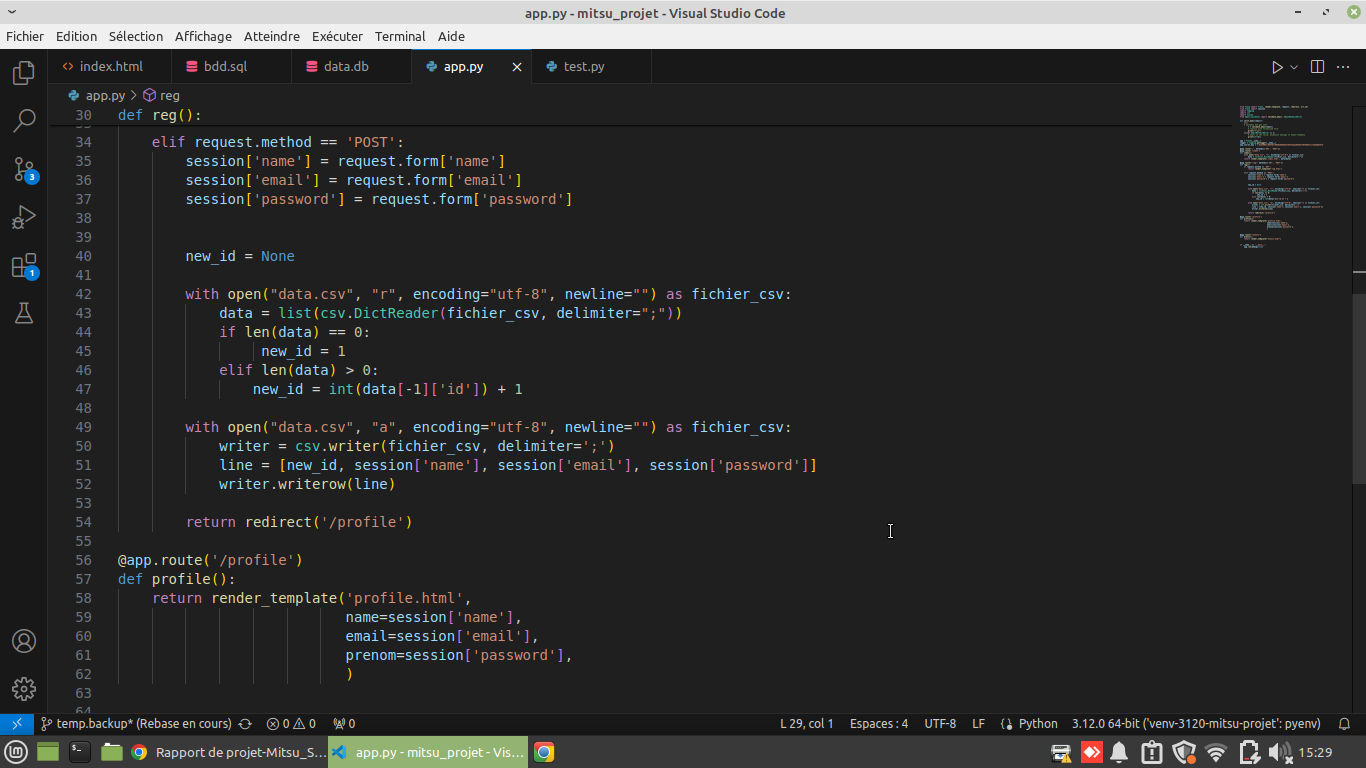 app.py - mitsu_projet - Visual Studio Code
Fichier Edition Sélection Affichage Atteindre Exécuter Terminal Aide
index.html bdd.sql data.db app.py test.py
app.py > reg
30 def reg():
34 elif request.method == 'POST':
35 session['name'] = request.form['name']
36 session['email'] = request.form['email']
37 session['password'] = request.form['password']
38
39
40 new_id = None
41
42 with open("data.csv", "r", encoding="utf-8", newline="") as fichier_csv:
43 data = list(csv.DictReader(fichier_csv, delimiter=";"))
44 if len(data) == 0:
45 new_id = 1
46 elif len(data) > 0:
47 new_id = int(data[-1]['id']) + 1
48
49 with open("data.csv", "a", encoding="utf-8", newline="") as fichier_csv:
50 writer = csv.writer(fichier_csv, delimiter=';')
51 line = [new_id, session['name'], session['email'], session['password']]
52 writer.writerow(line)
53
54 return redirect('/profile')
55
56 @app.route('/profile')
57 def profile():
58 return render_template('profile.html',
59 name=session['name'],
60 email=session['email'],
61 prenom=session['password'],
62 )
63
3
1
temp.backup* (Rebase en cours) 0 0 0 L 29, col 1 Espaces : 4 UTF-8 LF Python 3.12.0 64-bit ('venv-3120-mitsu-projet': pyenv)
Rapport de projet-Mitsu_S... app.py - mitsu_projet - Vis... 15:29